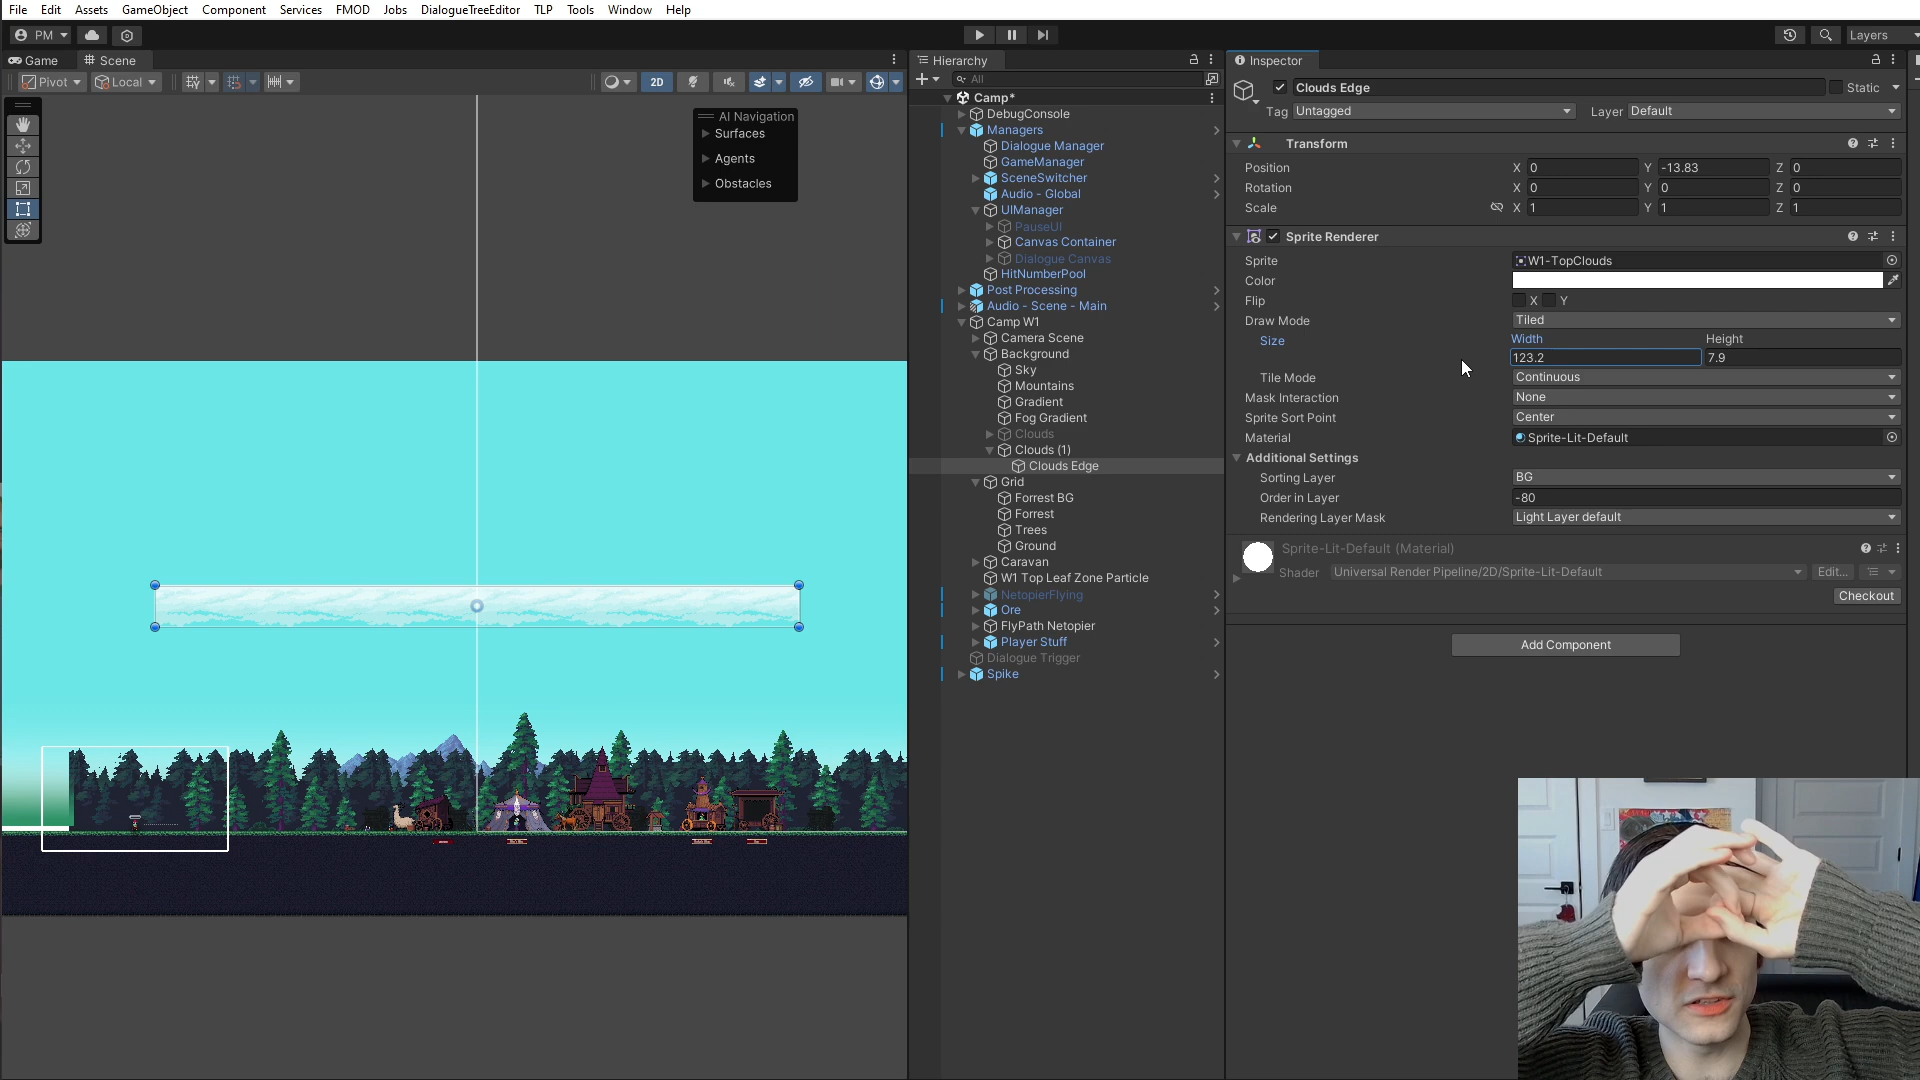 File Edit Assets GameObject Component Services FMOD Jobs DialogueTreeEditor TLP Tools Window Help
PM
Layers
Game
Scene
Pivot
Local
2D
AI Navigation
Surfaces
Agents
Obstacles
Hierarchy
All
Camp*
DebugConsole
Managers
Dialogue Manager
GameManager
SceneSwitcher
Audio - Global
UIManager
PauseUI
Canvas Container
Dialogue Canvas
HitNumberPool
Post Processing
Audio - Scene - Main
Camp W1
Camera Scene
Background
Sky
Mountains
Gradient
Fog Gradient
Clouds
Clouds (1)
Clouds Edge
Grid
Forrest BG
Forrest
Trees
Ground
Caravan
W1 Top Leaf Zone Particle
NetopierFlying
Ore
FlyPath Netopier
Player Stuff
Dialogue Trigger
Spike
Inspector
Clouds Edge
Static
Tag Untagged
Layer Default
Transform
Position X 0 Y -13.83 Z 0
Rotation X 0 Y 0 Z 0
Scale X 1 Y 1 Z 1
Sprite Renderer
Sprite W1-TopClouds
Color
Flip X Y
Draw Mode Tiled
Size Width Height
123.2 7.9
Tile Mode Continuous
Mask Interaction None
Sprite Sort Point Center
Material Sprite-Lit-Default
Additional Settings
Sorting Layer BG
Order in Layer -80
Rendering Layer Mask Light Layer default
Sprite-Lit-Default (Material)
Shader Universal Render Pipeline/2D/Sprite-Lit-Default Edit...
Checkout
Add Component